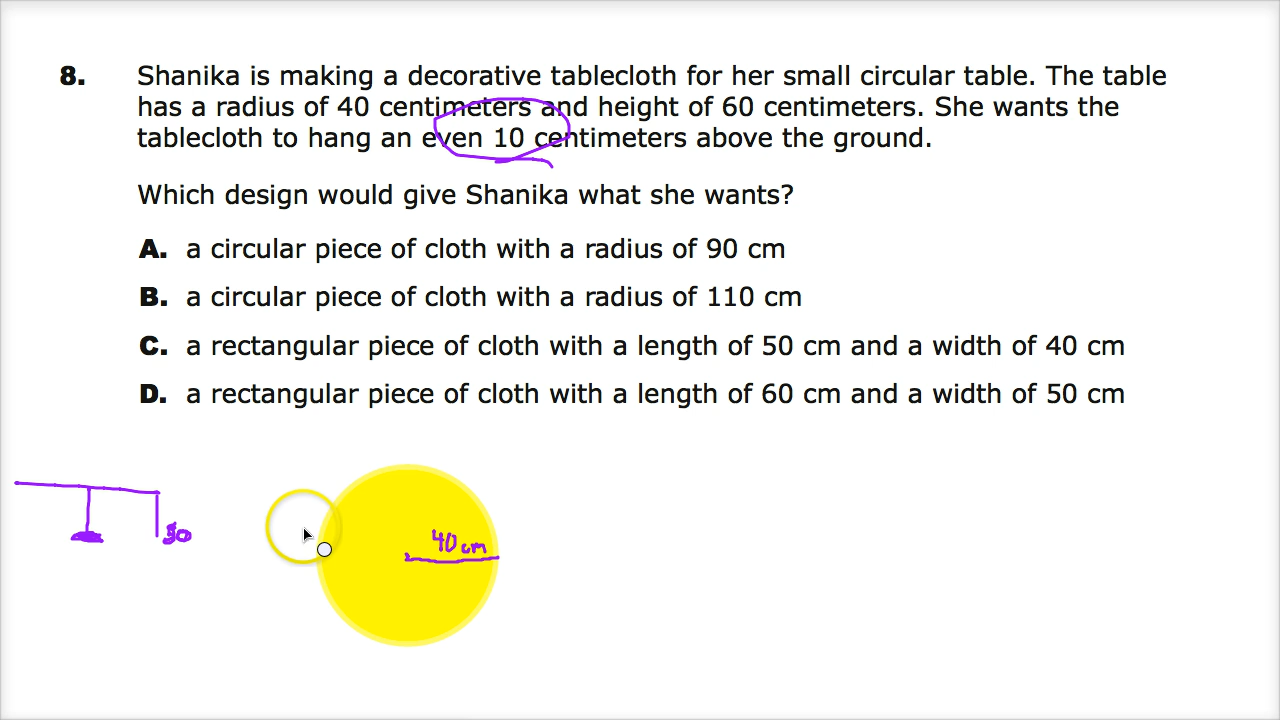 8. Shanika is making a decorative tablecloth for her small circular table. The table
has a radius of 40 centimeters and height of 60 centimeters. She wants the
tablecloth to hang an even 10 centimeters above the ground.
Which design would give Shanika what she wants?
A. a circular piece of cloth with a radius of 90 cm
B. a circular piece of cloth with a radius of 110 cm
C. a rectangular piece of cloth with a length of 50 cm and a width of 40 cm
D. a rectangular piece of cloth with a length of 60 cm and a width of 50 cm
50
40 cm